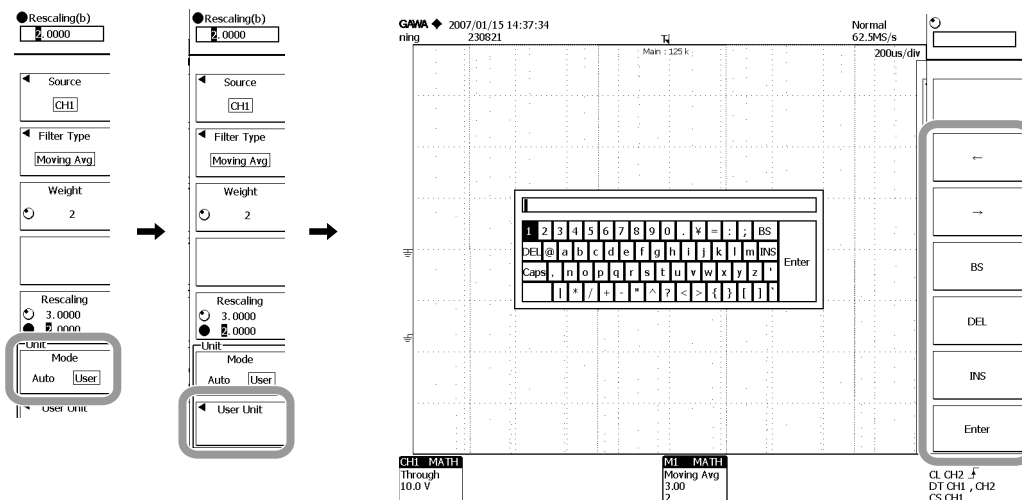 Rescaling(b)
2.0000
Source
CH1
Filter Type
Moving Avg
Weight
2
Rescaling
3.0000
2.0000
Unit
Mode
Auto User
User Unit
Rescaling(b)
2.0000
Source
CH1
Filter Type
Moving Avg
Weight
2
Rescaling
3.0000
2.0000
Unit
Mode
Auto User
User Unit
GAWA ◆ 2007/01/15 14:37:34
ning 230821
Normal
62.5MS/s
200us/div
T
Main : 125 k
1 2 3 4 5 6 7 8 9 0 . ¥ = : ; BS
DEL @ a b c d e f g h i j k l m INS
Caps , n o p q r s t u v w x y z '
| * / + - " ^ ? < > { } [ ] `
Enter
←
→
BS
DEL
INS
Enter
CH1 MATH
Through
10.0 V
M1 MATH
Moving Avg
3.00
2
CL CH2
DT CH1 , CH2
CS CH1